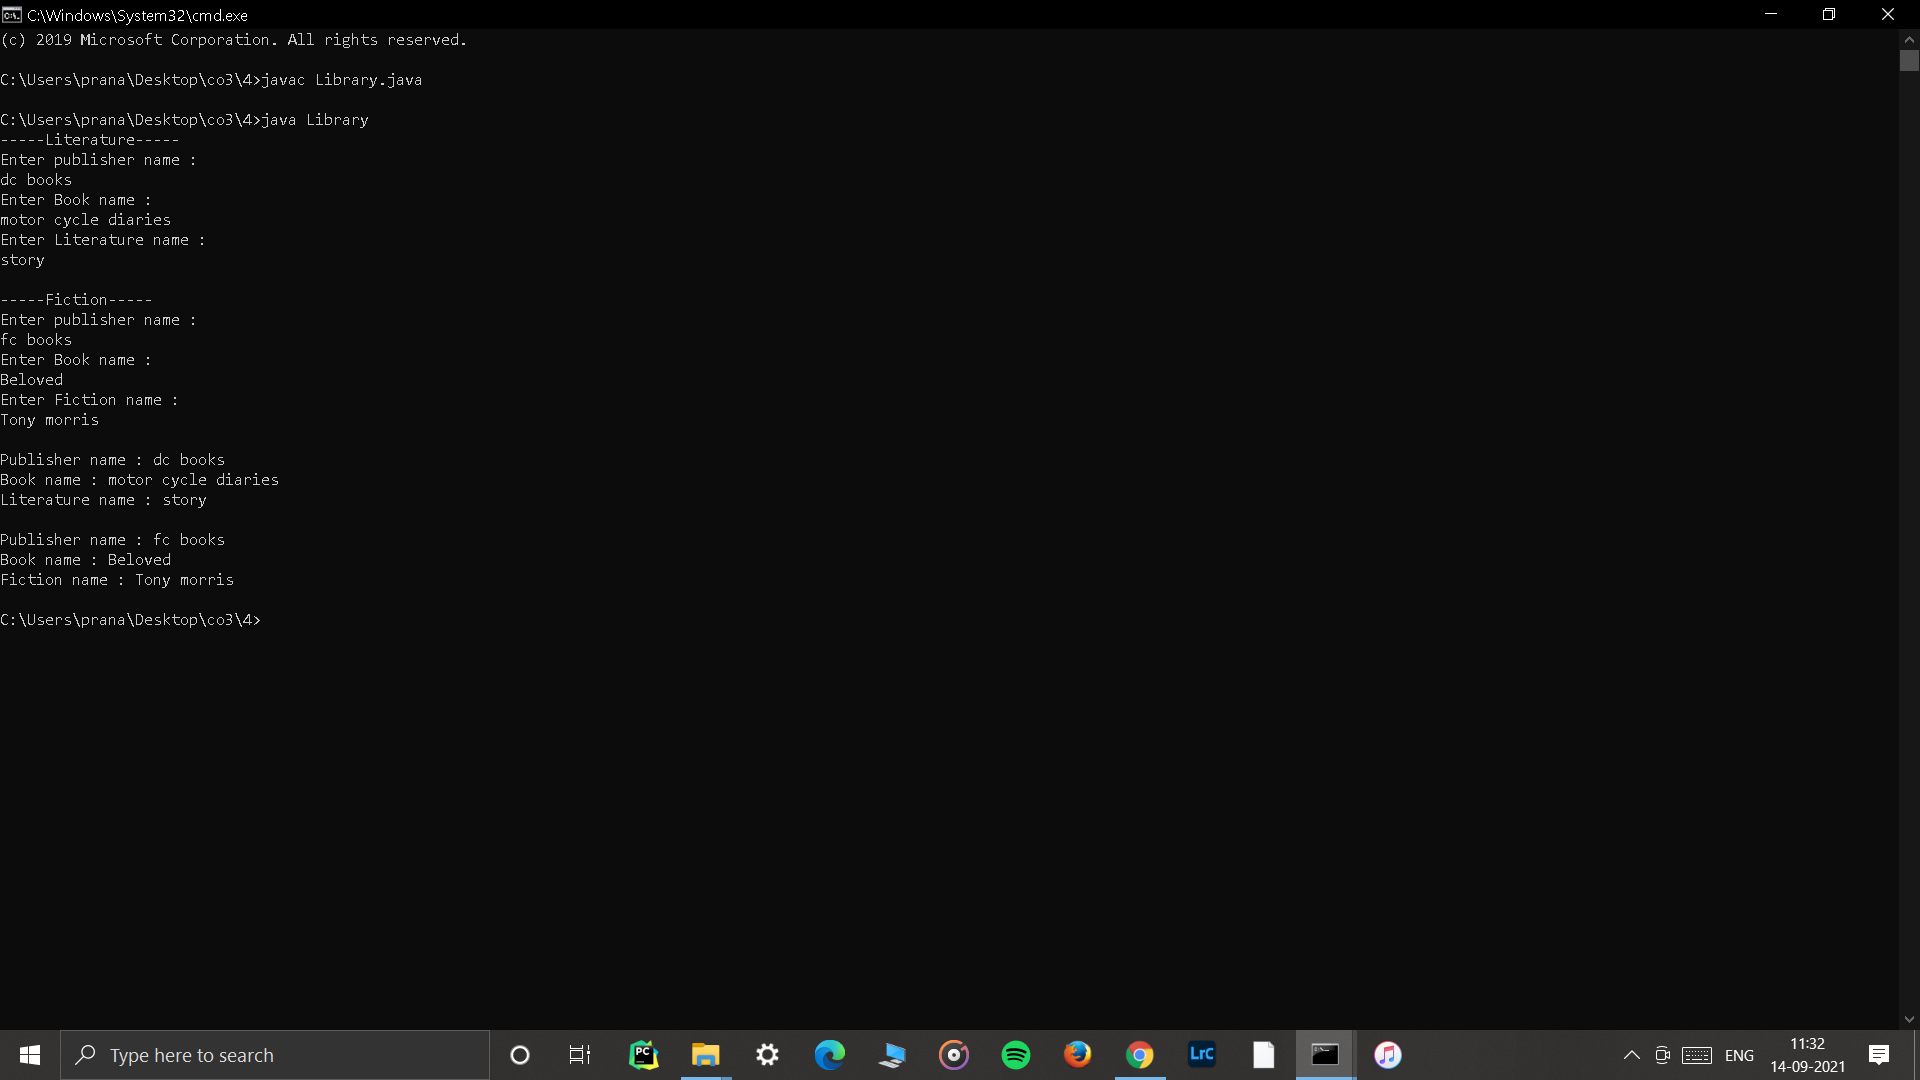 C:\Windows\System32\cmd.exe
(c) 2019 Microsoft Corporation. All rights reserved.
C:\Users\prana\Desktop\co3\4>javac Library.java
C:\Users\prana\Desktop\co3\4>java Library
-----Literature-----
Enter publisher name :
dc books
Enter Book name :
motor cycle diaries
Enter Literature name :
story
-----Fiction-----
Enter publisher name :
fc books
Enter Book name :
Beloved
Enter Fiction name :
Tony morris
Publisher name : dc books
Book name : motor cycle diaries
Literature name : story
Publisher name : fc books
Book name : Beloved
Fiction name : Tony morris
C:\Users\prana\Desktop\co3\4>
Type here to search
PC
LrC
ENG
11:32
14-09-2021